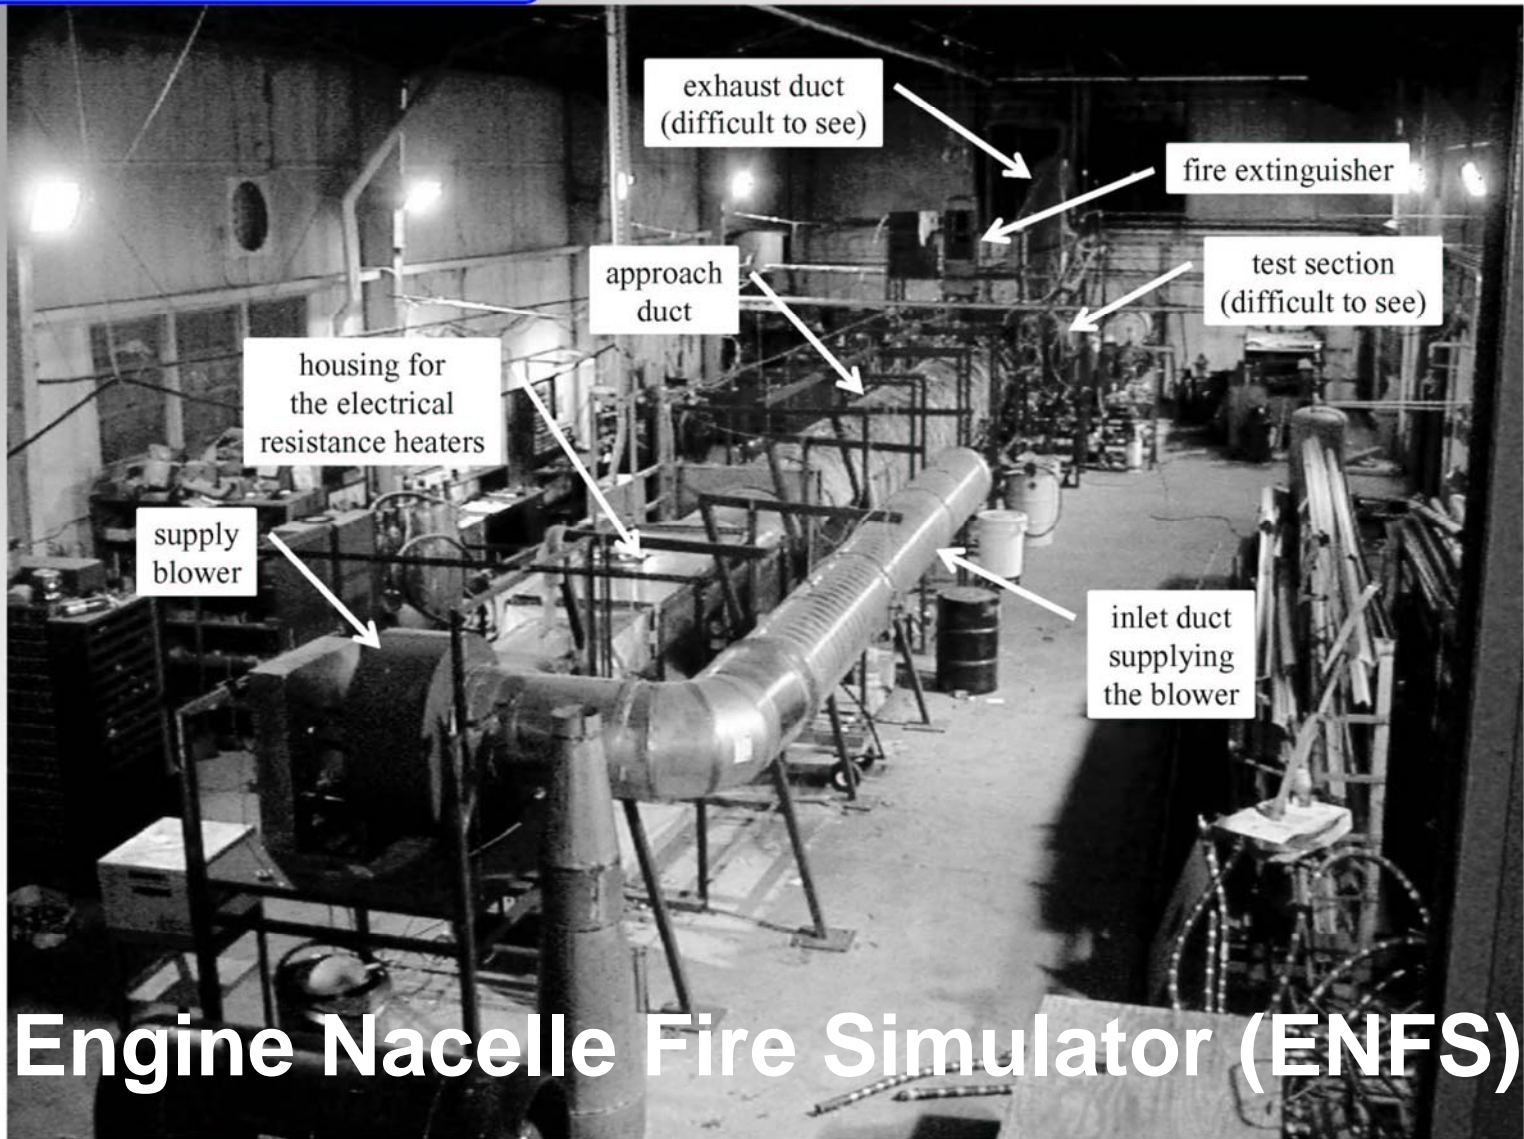 exhaust duct
(difficult to see)
fire extinguisher
test section
(difficult to see)
approach
duct
housing for
the electrical
resistance heaters
supply
blower
inlet duct
supplying
the blower
Engine Nacelle Fire Simulator (ENFS)